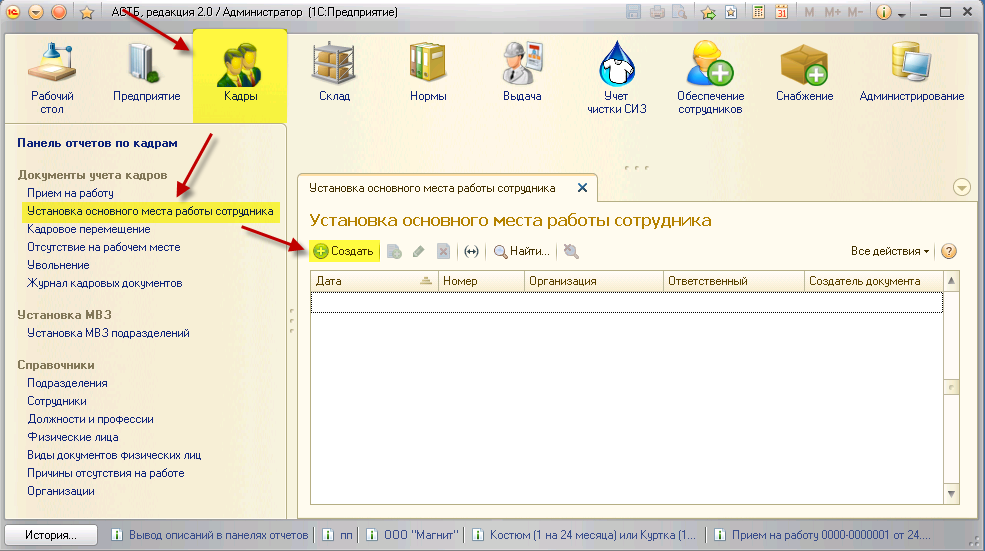 АСТБ, редакция 2.0 / Администратор (1С:Предприятие)
M M+ M-
Рабочий стол
Предприятие
Кадры
Склад
Нормы
Выдача
Учет чистки СИЗ
Обеспечение сотрудников
Снабжение
Администрирование
Панель отчетов по кадрам
Документы учета кадров
Прием на работу
Установка основного места работы сотрудника
Кадровое перемещение
Отсутствие на рабочем месте
Увольнение
Журнал кадровых документов
Установка МВЗ
Установка МВЗ подразделений
Справочники
Подразделения
Сотрудники
Должности и профессии
Физические лица
Виды документов физических лиц
Причины отсутствия на работе
Организации
Установка основного места работы сотрудника
Установка основного места работы сотрудника
Создать Найти... Все действия
Дата Номер Организация Ответственный Создатель документа
История... Вывод описаний в панелях отчетов пп ООО "Магнит" Костюм (1 на 24 месяца) или Куртка (1... Прием на работу 0000-0000001 от 24....